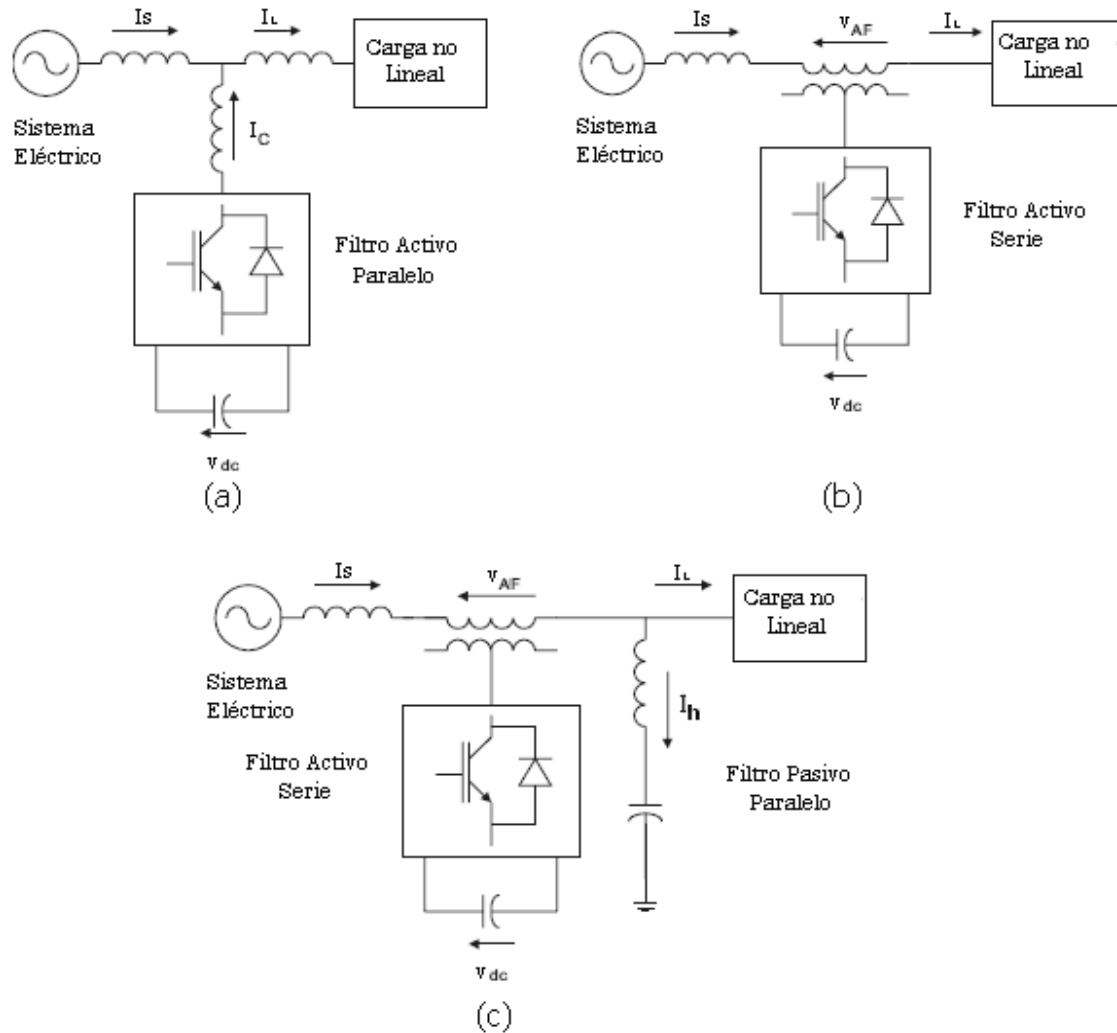 Is
IL
Carga no
Lineal
Sistema
Eléctrico
IC
Filtro Activo
Paralelo
vdc
(a)
Is
vAF
IL
Carga no
Lineal
Sistema
Eléctrico
Filtro Activo
Serie
vdc
(b)
Is
vAF
IL
Carga no
Lineal
Sistema
Eléctrico
Ih
Filtro Activo
Serie
Filtro Pasivo
Paralelo
vdc
(c)